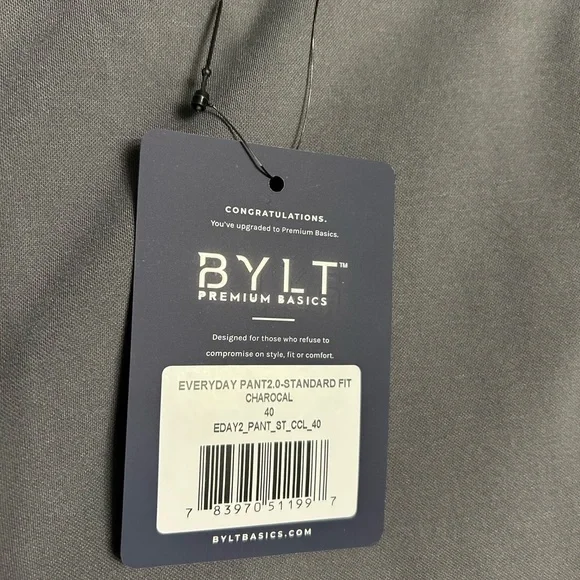 CONGRATULATIONS.
You've upgraded to Premium Basics.
BYLT™
PREMIUM BASICS
Designed for those who refuse to
compromise on style, fit or comfort.
EVERYDAY PANT2.0-STANDARD FIT
CHAROCAL
40
EDAY2_PANT_ST_CCL_40
7 83970 51199 7
BYLTBASICS.COM